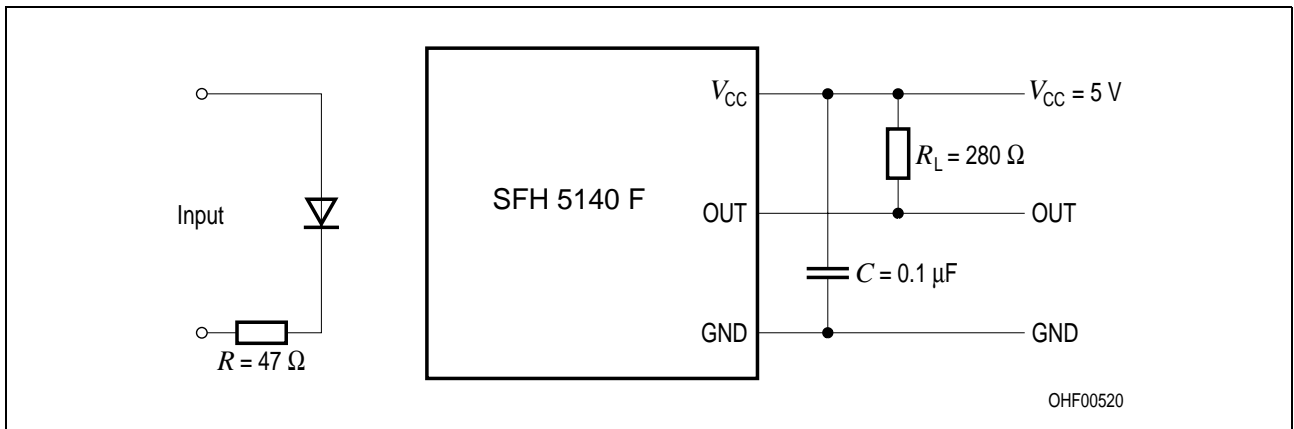 V_CC
V_CC = 5 V
R_L = 280 Ω
SFH 5140 F
Input
OUT
OUT
C = 0.1 μF
GND
GND
R = 47 Ω
OHF00520